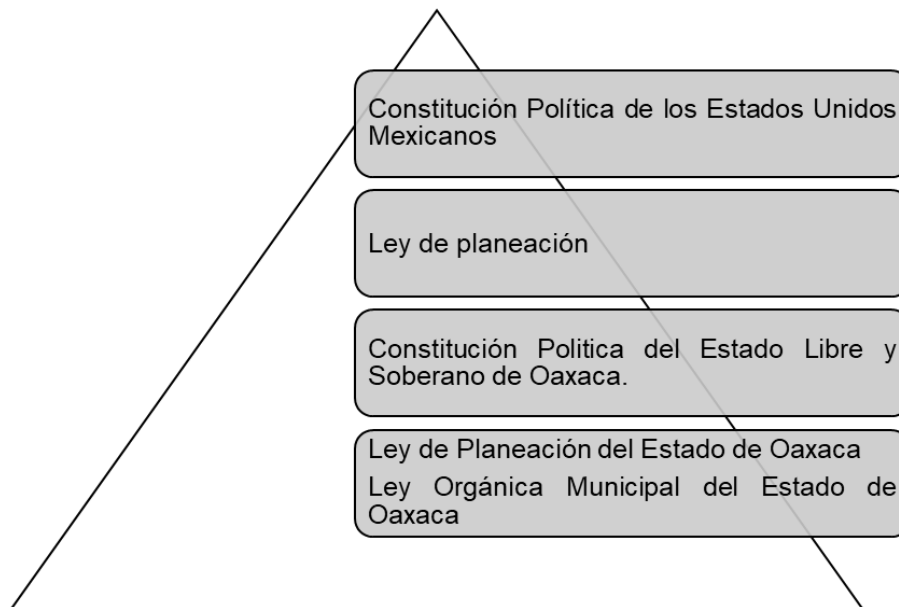 Constitución Política de los Estados Unidos
Mexicanos
Ley de planeación
Constitución Politica del Estado Libre y
Soberano de Oaxaca.
Ley de Planeación del Estado de Oaxaca
Ley Orgánica Municipal del Estado de
Oaxaca